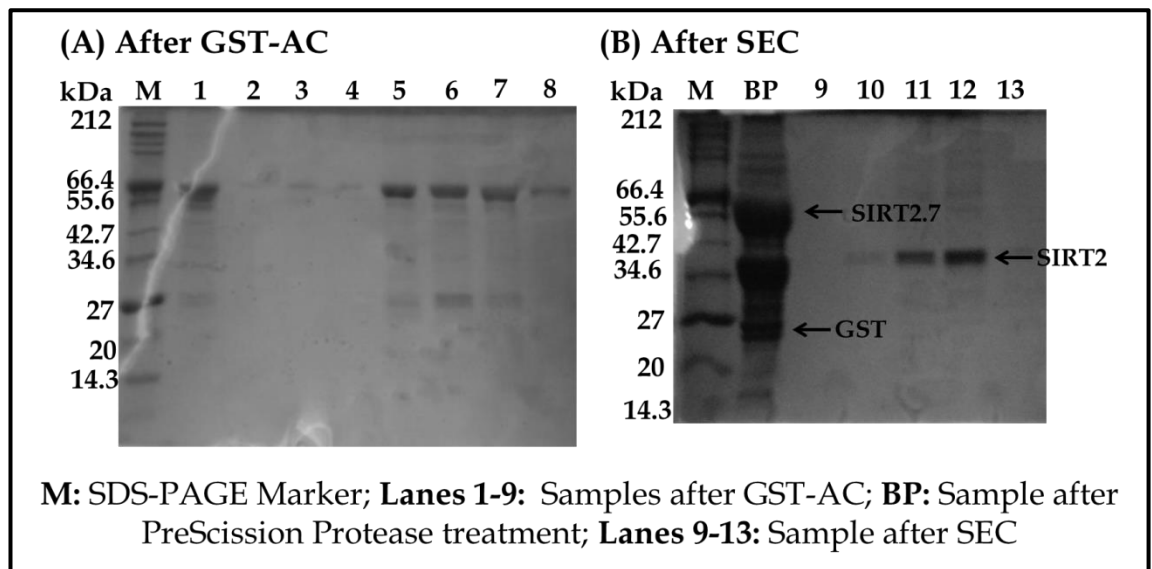 (A) After GST-AC
(B) After SEC
kDa M 1 2 3 4 5 6 7 8
212
66.4
55.6
42.7
34.6
27
20
14.3
kDa M BP 9 10 11 12 13
212
66.4
55.6
42.7
34.6
27
20
14.3
SIRT2.7
SIRT2
GST
M: SDS-PAGE Marker; Lanes 1-9: Samples after GST-AC; BP: Sample after
PreScission Protease treatment; Lanes 9-13: Sample after SEC